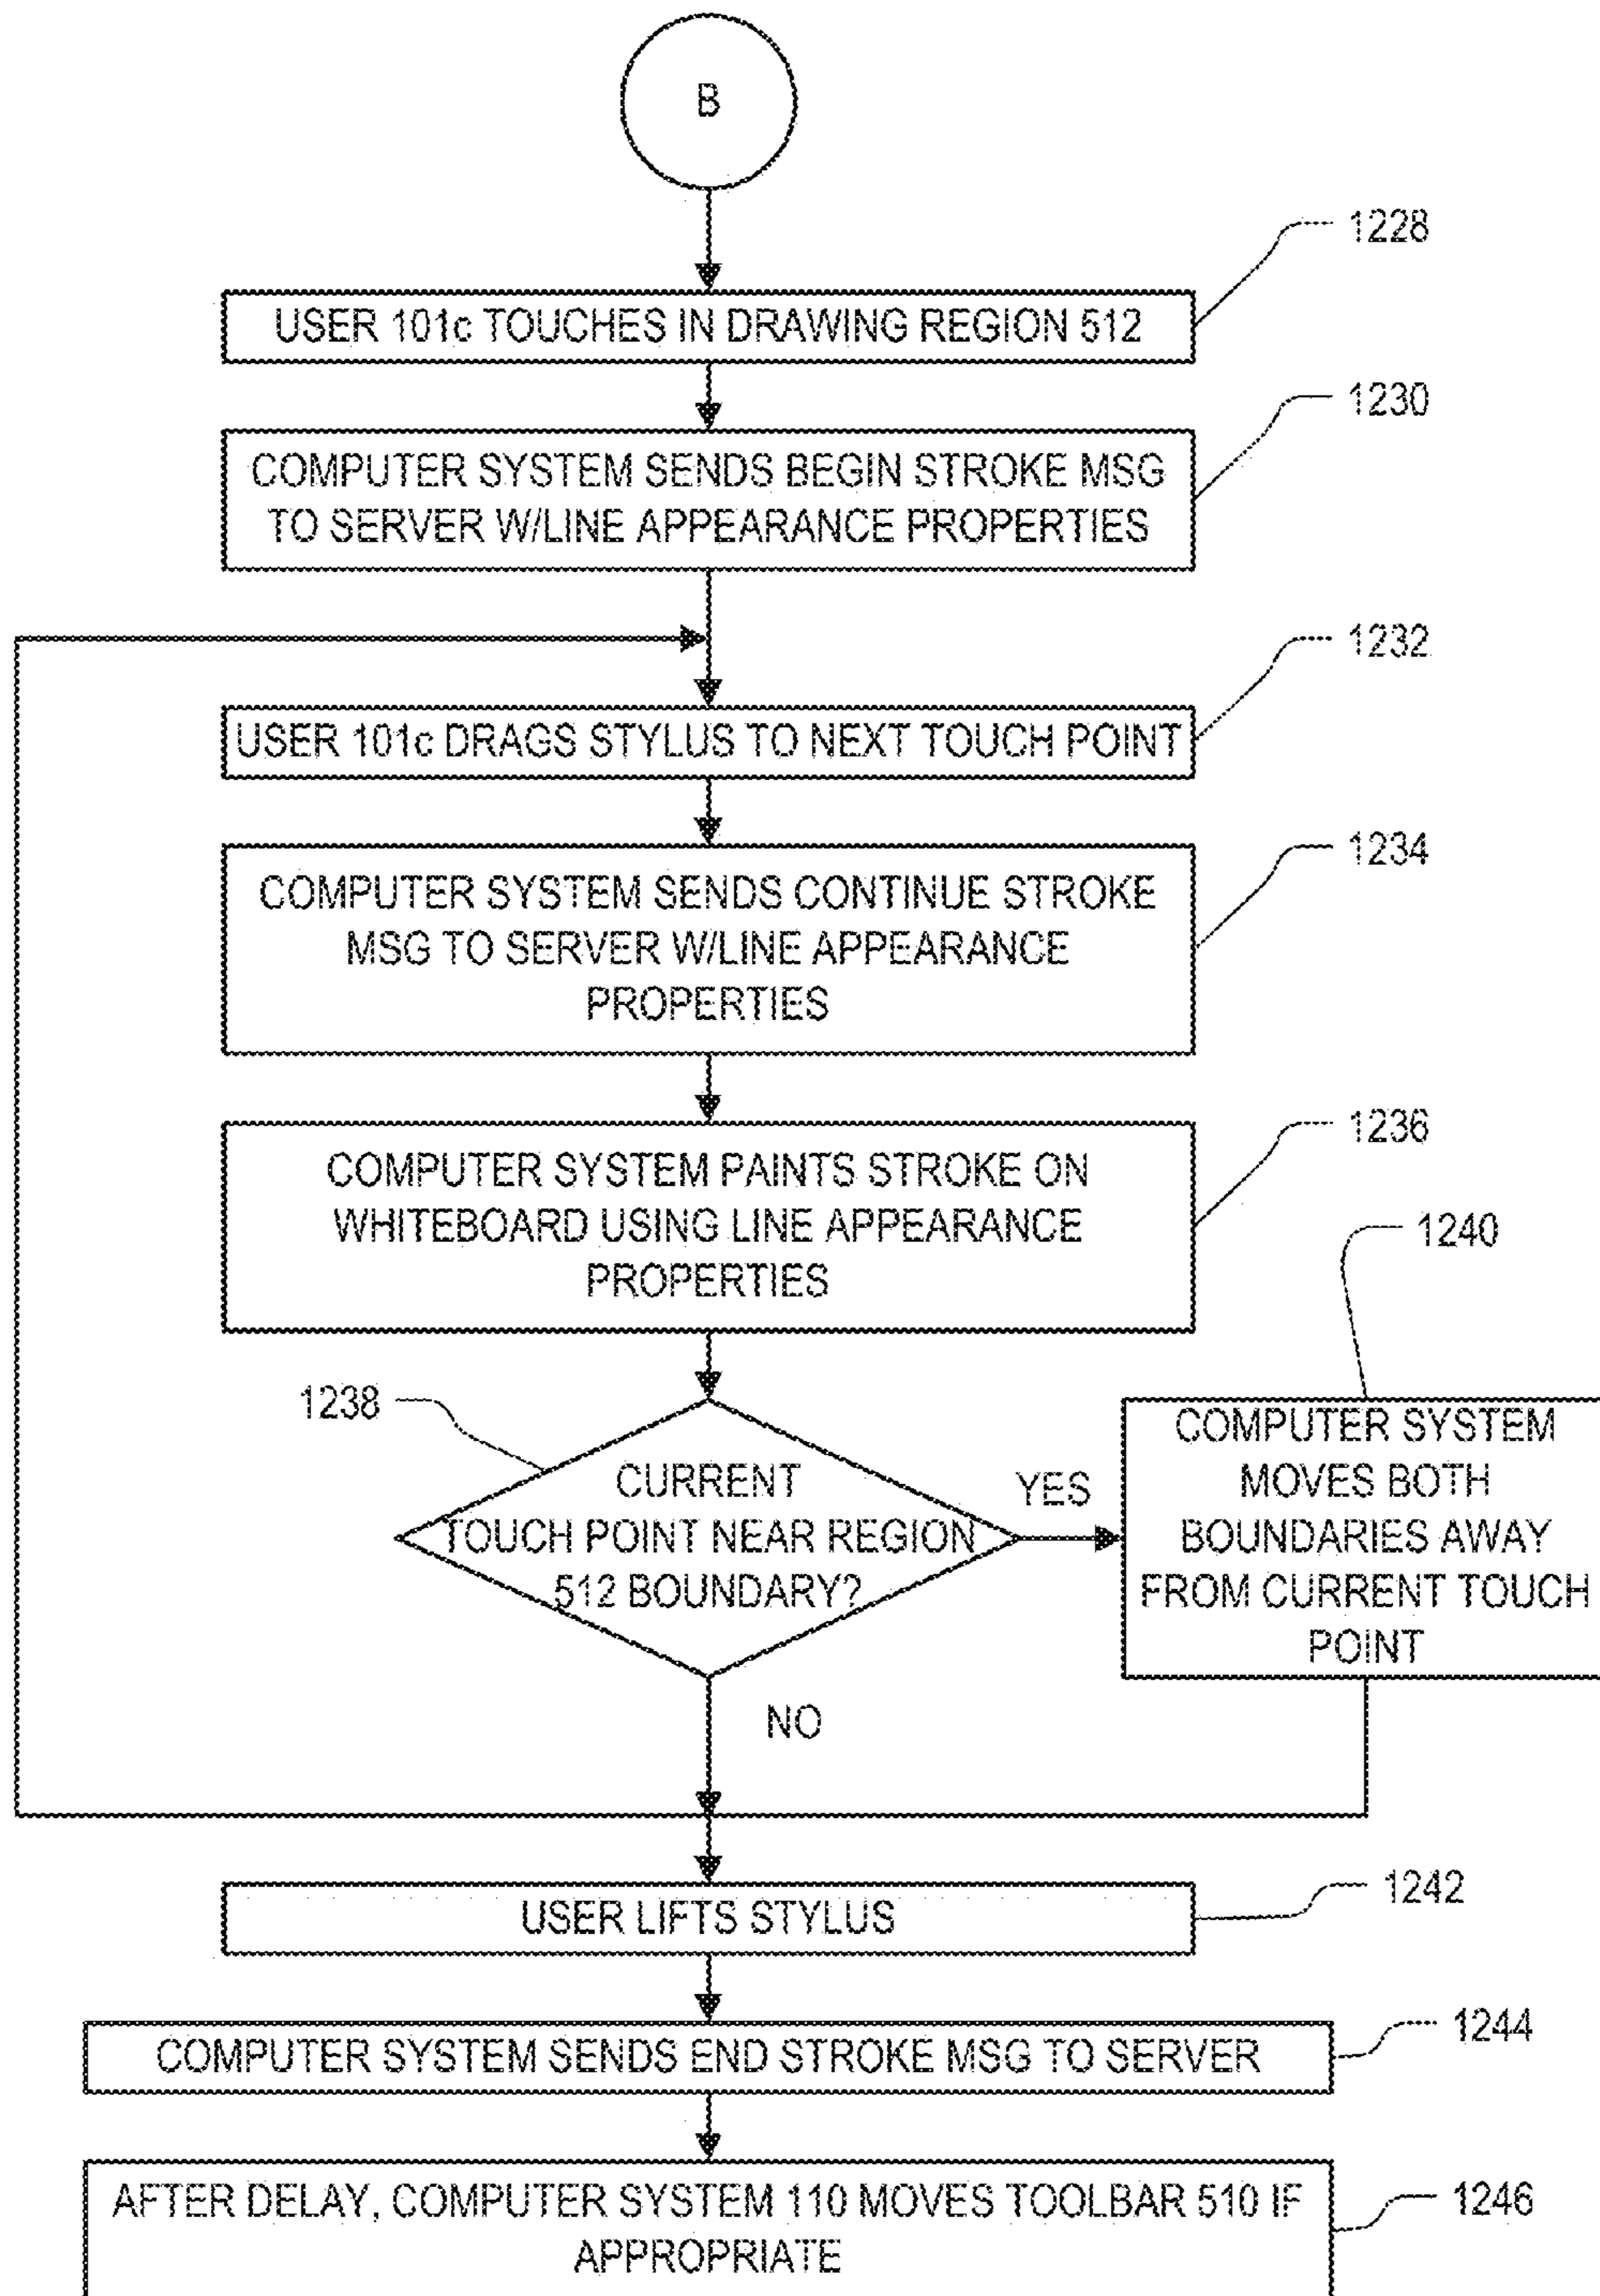 B
1228
USER 101c TOUCHES IN DRAWING REGION 512
1230
COMPUTER SYSTEM SENDS BEGIN STROKE MSG
TO SERVER W/LINE APPEARANCE PROPERTIES
1232
USER 101c DRAGS STYLUS TO NEXT TOUCH POINT
1234
COMPUTER SYSTEM SENDS CONTINUE STROKE
MSG TO SERVER W/LINE APPEARANCE
PROPERTIES
1236
COMPUTER SYSTEM PAINTS STROKE ON
WHITEBOARD USING LINE APPEARANCE
PROPERTIES
1238
CURRENT
TOUCH POINT NEAR REGION
512 BOUNDARY?
YES
1240
COMPUTER SYSTEM
MOVES BOTH
BOUNDARIES AWAY
FROM CURRENT TOUCH
POINT
NO
1242
USER LIFTS STYLUS
1244
COMPUTER SYSTEM SENDS END STROKE MSG TO SERVER
1246
AFTER DELAY, COMPUTER SYSTEM 110 MOVES TOOLBAR 510 IF
APPROPRIATE